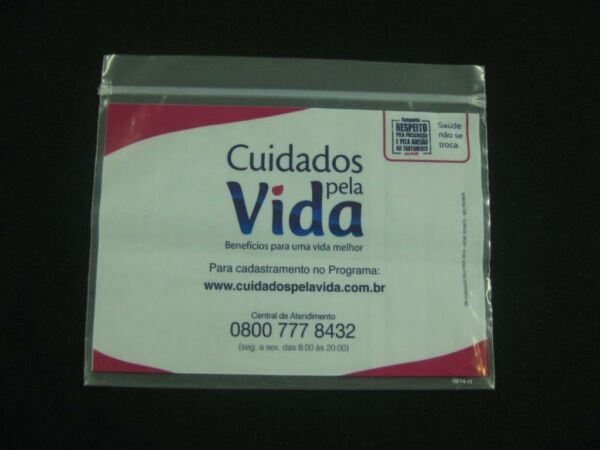 Campanha
RESPEITO
PELA PRESCRIÇÃO
E PELA ADESÃO
AO TRATAMENTO
Saúde
não se
troca.
Cuidados
pela
Vida
Benefícios para uma vida melhor
Para cadastramento no Programa:
www.cuidadospelavida.com.br
Central de Atendimento
0800 777 8432
(seg. a sex. das 8:00 às 20:00)